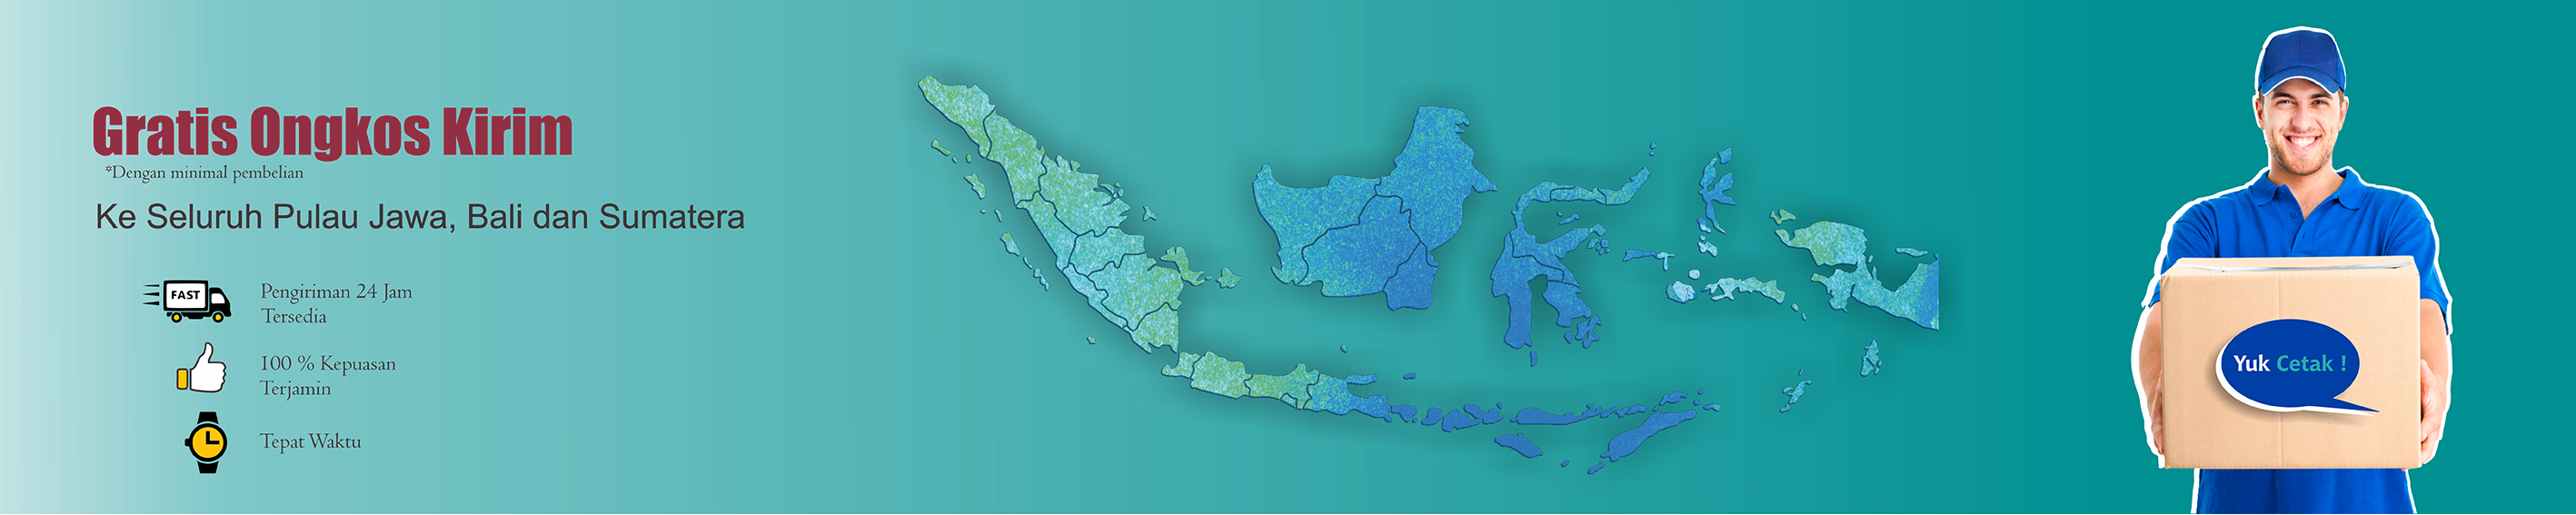 Gratis Ongkos Kirim
*Dengan minimal pembelian
Ke Seluruh Pulau Jawa, Bali dan Sumatera
FAST
Pengiriman 24 Jam
Tersedia
100 % Kepuasan
Terjamin
Tepat Waktu
Yuk Cetak !